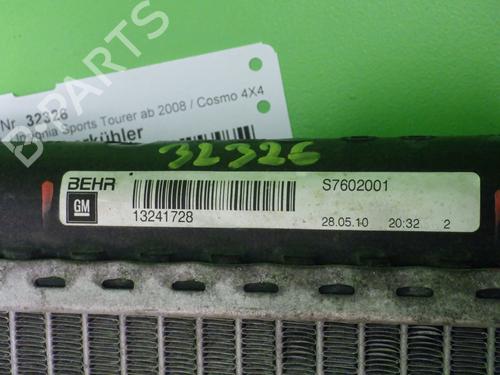 Nr. 32326
Insignia Sports Tourer ab 2008 / Cosmo 4X4
kühler
B PARTS
32326
BEHR
S7602001
GM
13241728
28.05.10 20:32 2